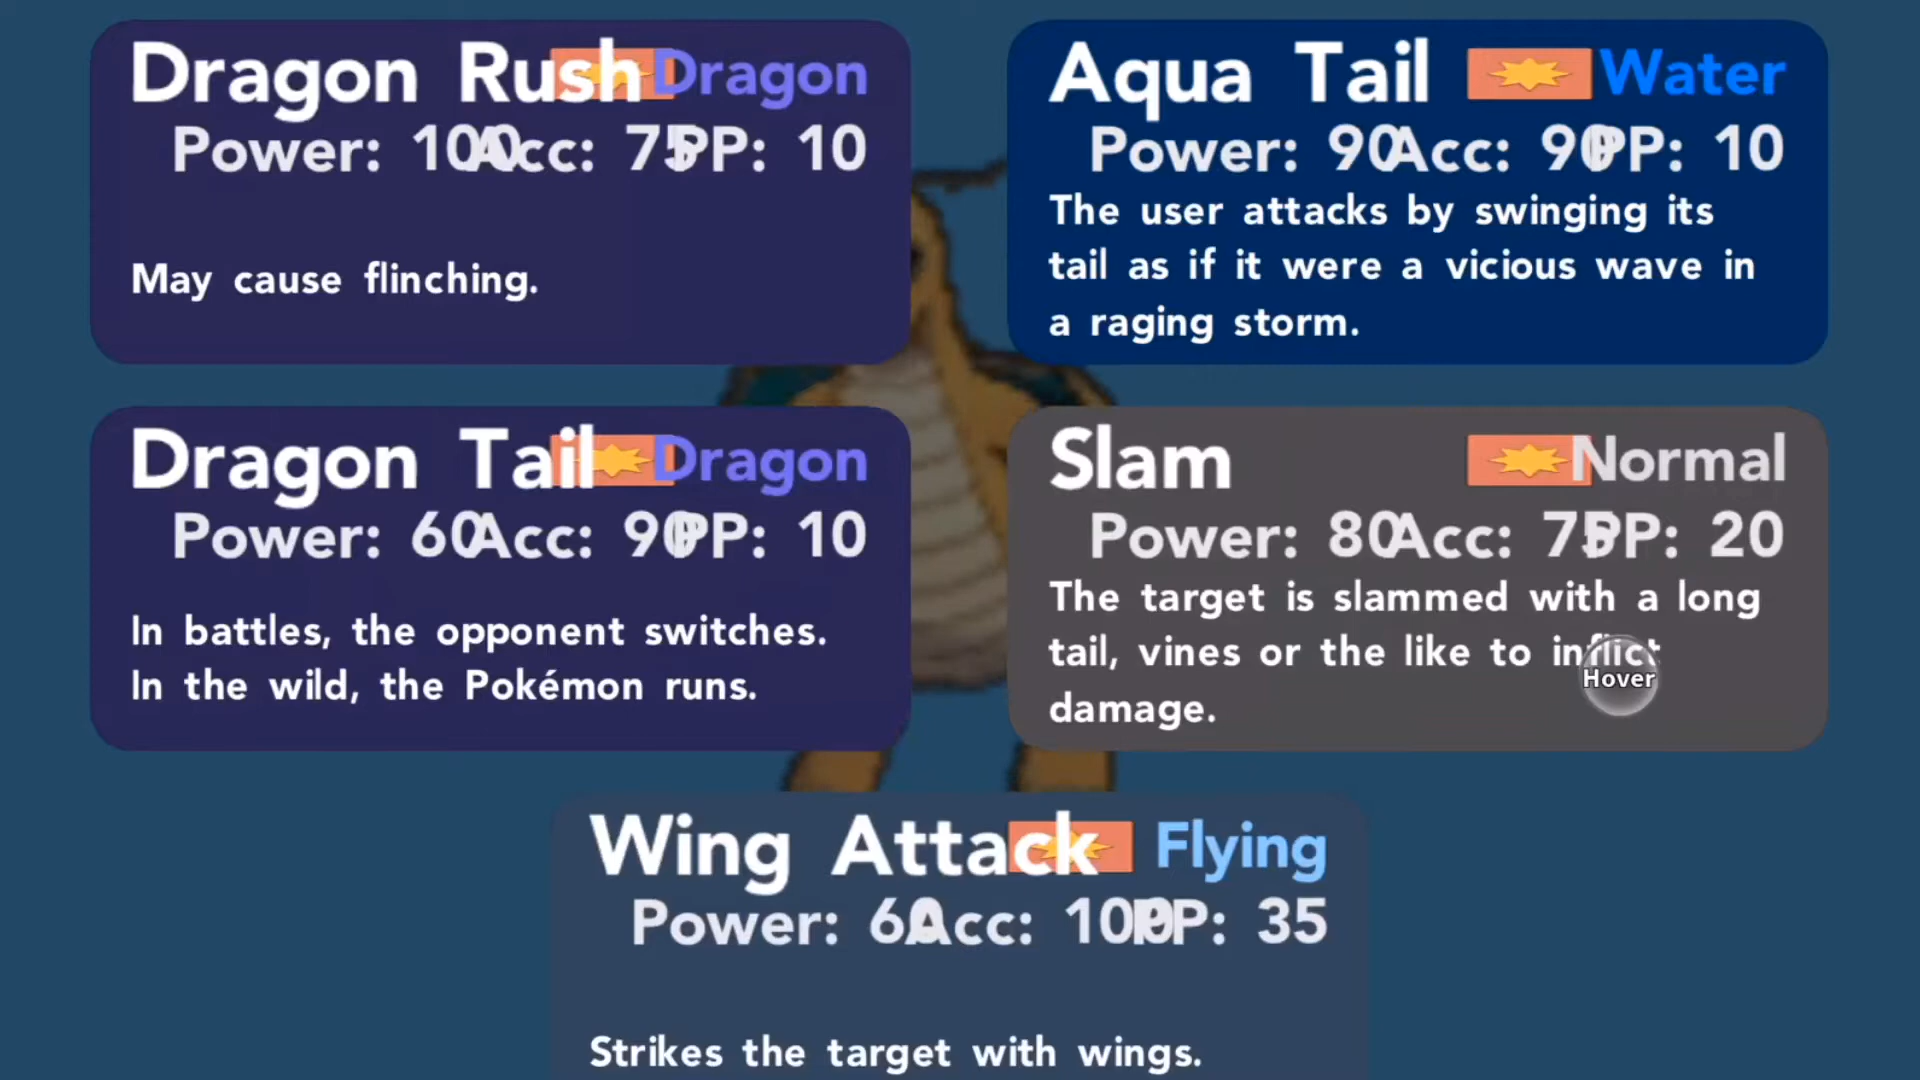 Dragon Rush Dragon
Power: 100 Acc: 75 PP: 10
May cause flinching.
Aqua Tail Water
Power: 90 Acc: 90 PP: 10
The user attacks by swinging its
tail as if it were a vicious wave in
a raging storm.
Dragon Tail Dragon
Power: 60 Acc: 90 PP: 10
In battles, the opponent switches.
In the wild, the Pokémon runs.
Slam Normal
Power: 80 Acc: 75 PP: 20
The target is slammed with a long
tail, vines or the like to inflict
damage.
Hover
Wing Attack Flying
Power: 60 Acc: 100 PP: 35
Strikes the target with wings.